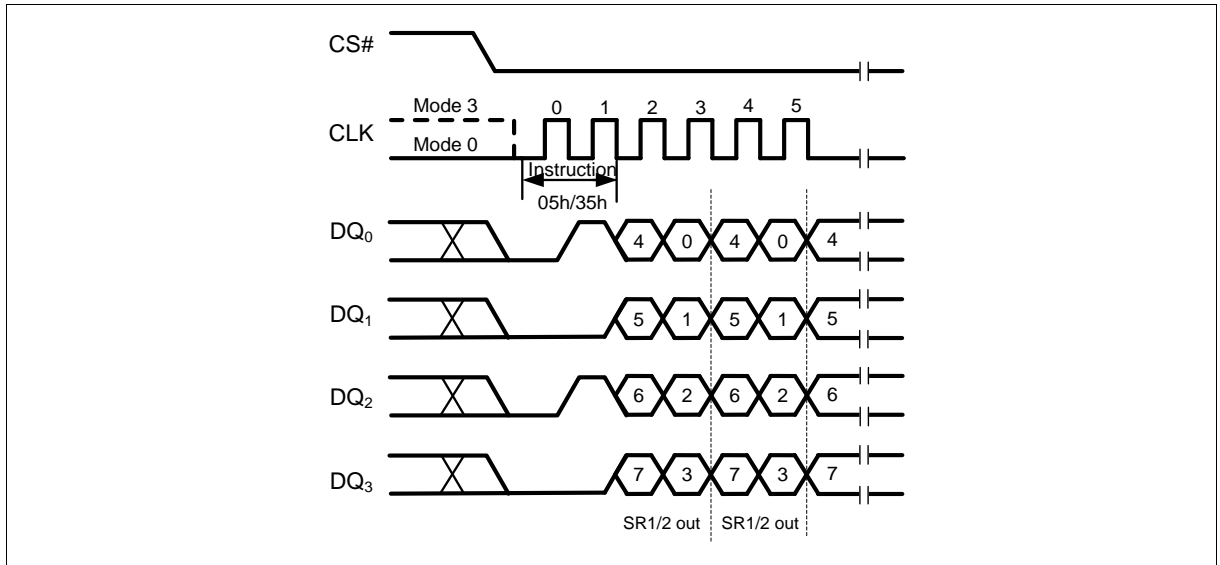 CS#
Mode 3 0 1 2 3 4 5
CLK
Mode 0
Instruction
05h/35h
DQ0 4 0 4 0 4
DQ1 5 1 5 1 5
DQ2 6 2 6 2 6
DQ3 7 3 7 3 7
SR1/2 out SR1/2 out